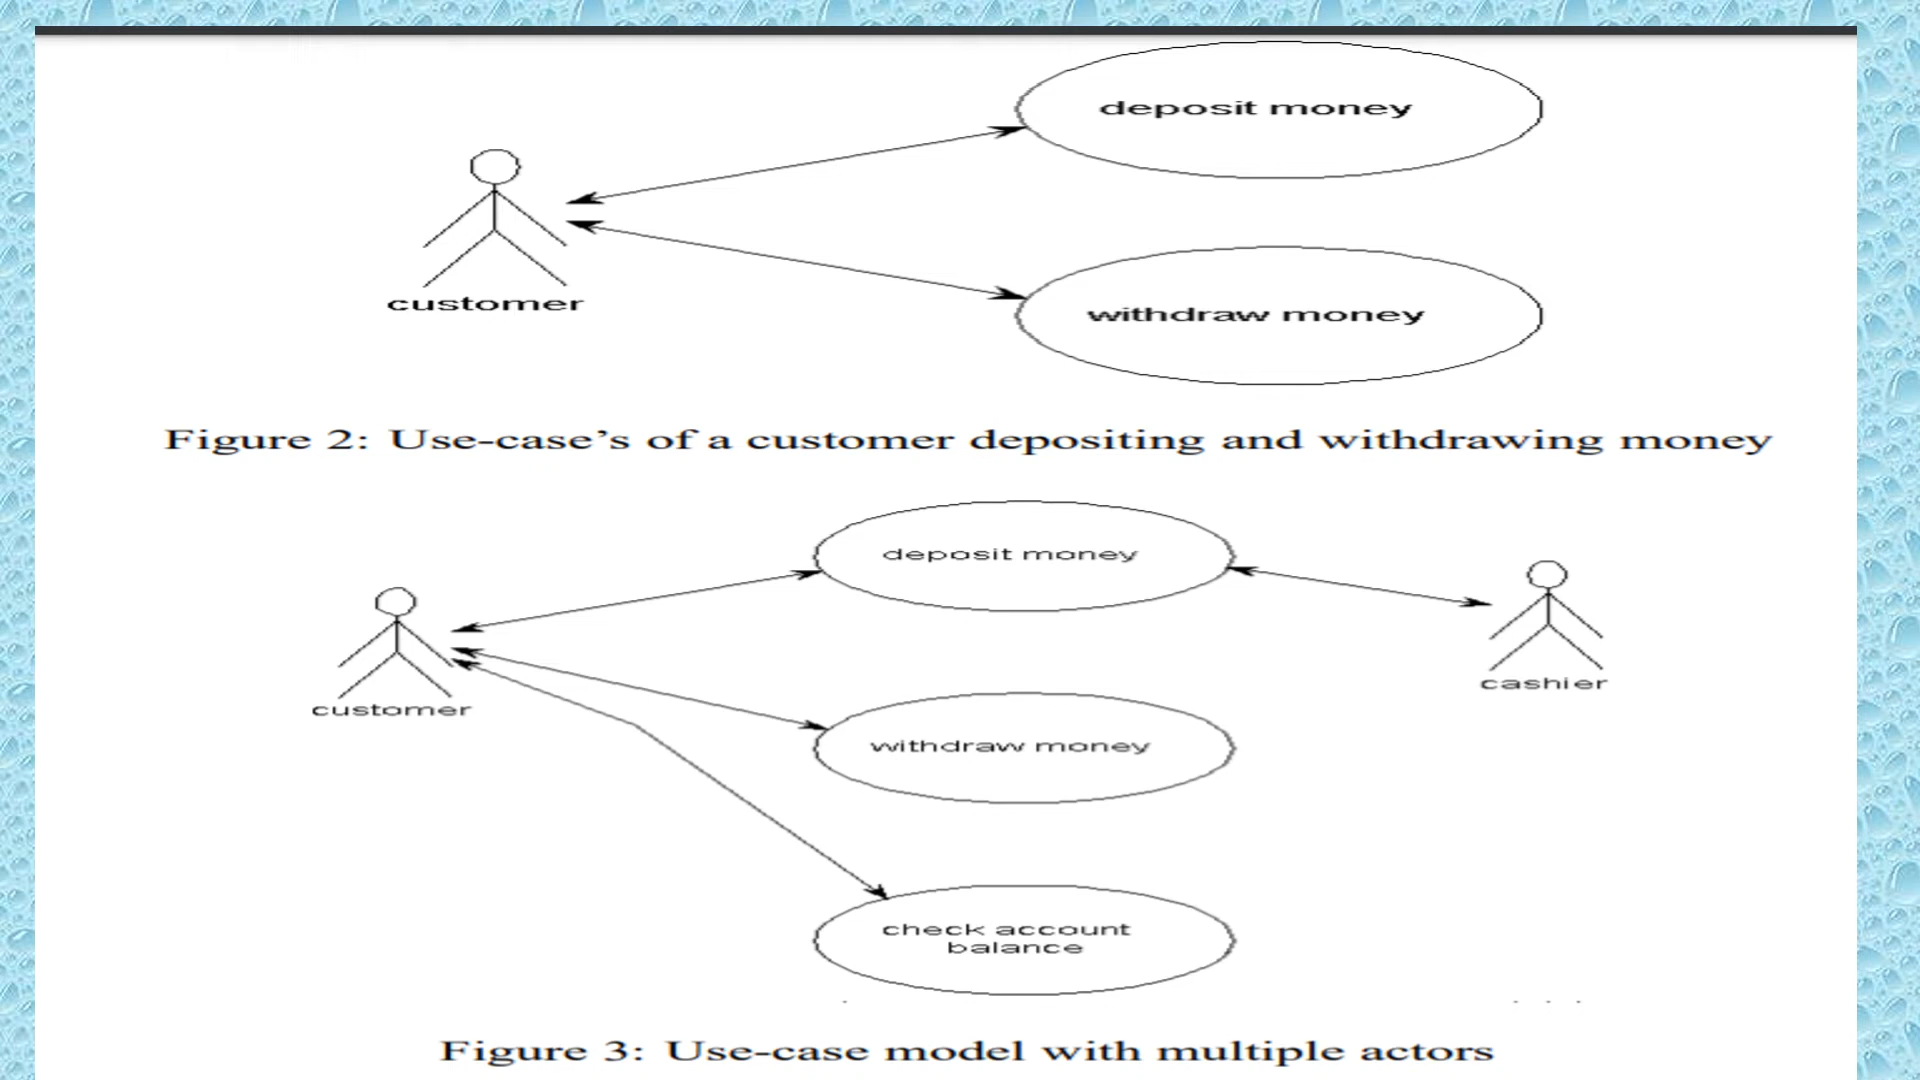 deposit money
customer
withdraw money
Figure 2: Use-case’s of a customer depositing and withdrawing money
deposit money
customer
cashier
withdraw money
check account
balance
Figure 3: Use-case model with multiple actors